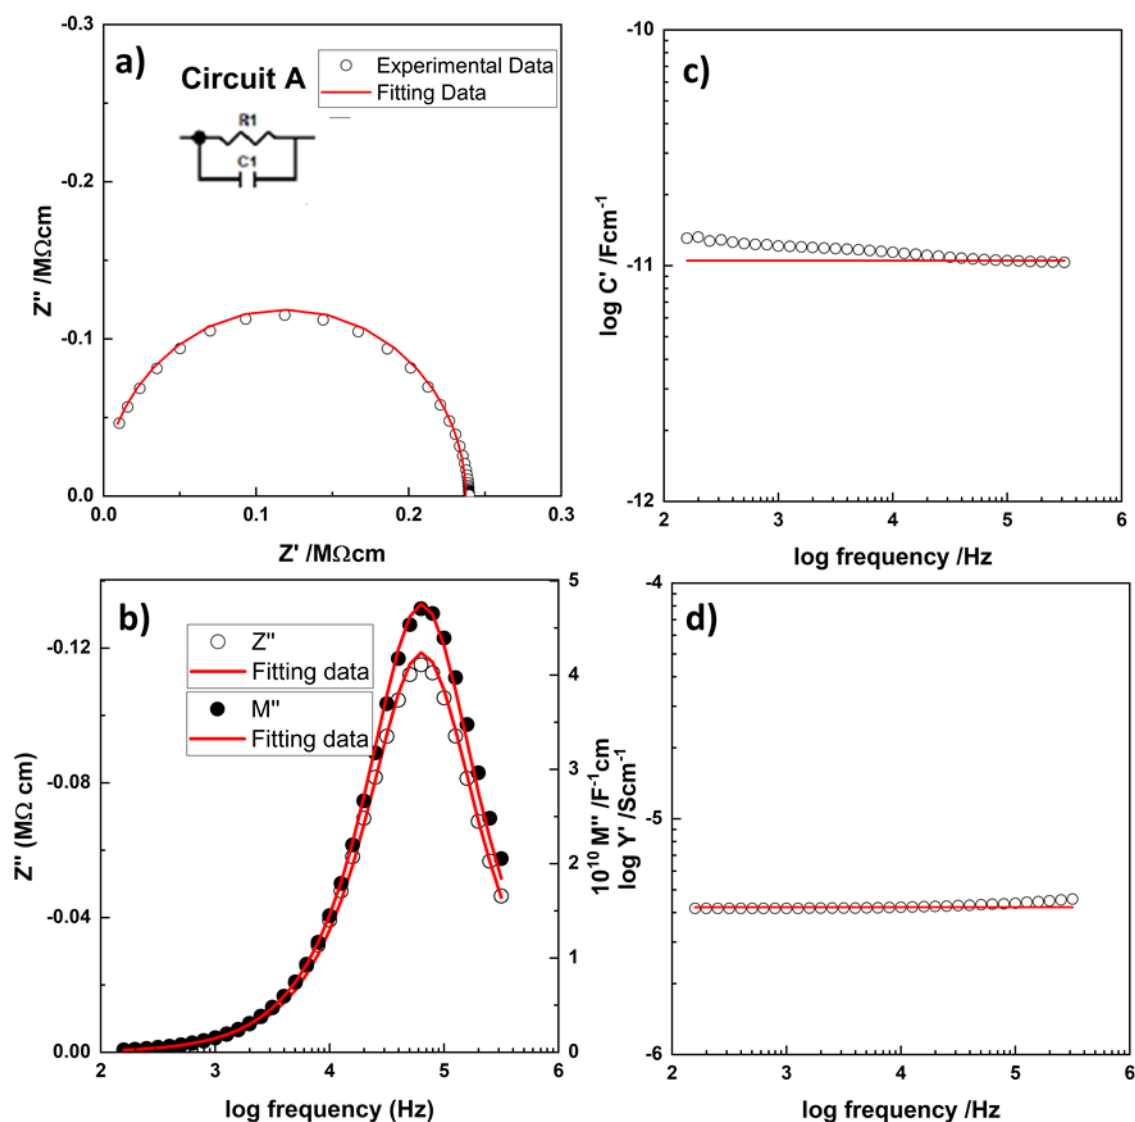 a)
Circuit A
R1
C1
Experimental Data
Fitting Data
-0.3
-0.2
-0.1
0.0
Z'' /MΩcm
0.0
0.1
0.2
0.3
Z' /MΩcm
c)
-10
-11
-12
log C' /Fcm⁻¹
2
3
4
5
6
log frequency /Hz
b)
Z''
Fitting data
M''
Fitting data
-0.12
-0.08
-0.04
0.00
Z'' (MΩ cm)
5
4
3
2
1
0
10¹⁰ M'' /F⁻¹cm
2
3
4
5
6
log frequency (Hz)
d)
-4
-5
-6
log Y' /Scm⁻¹
2
3
4
5
6
log frequency /Hz